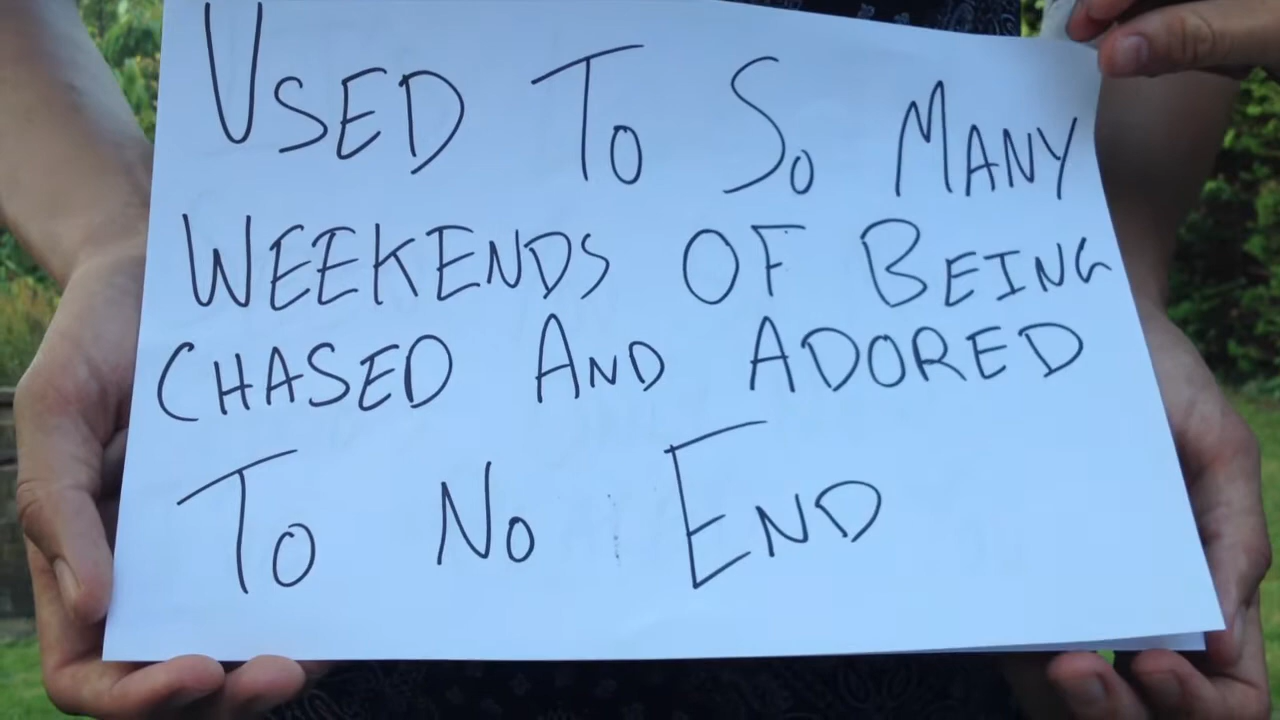 USED TO SO MANY
WEEKENDS OF BEING
CHASED AND ADORED
TO NO END